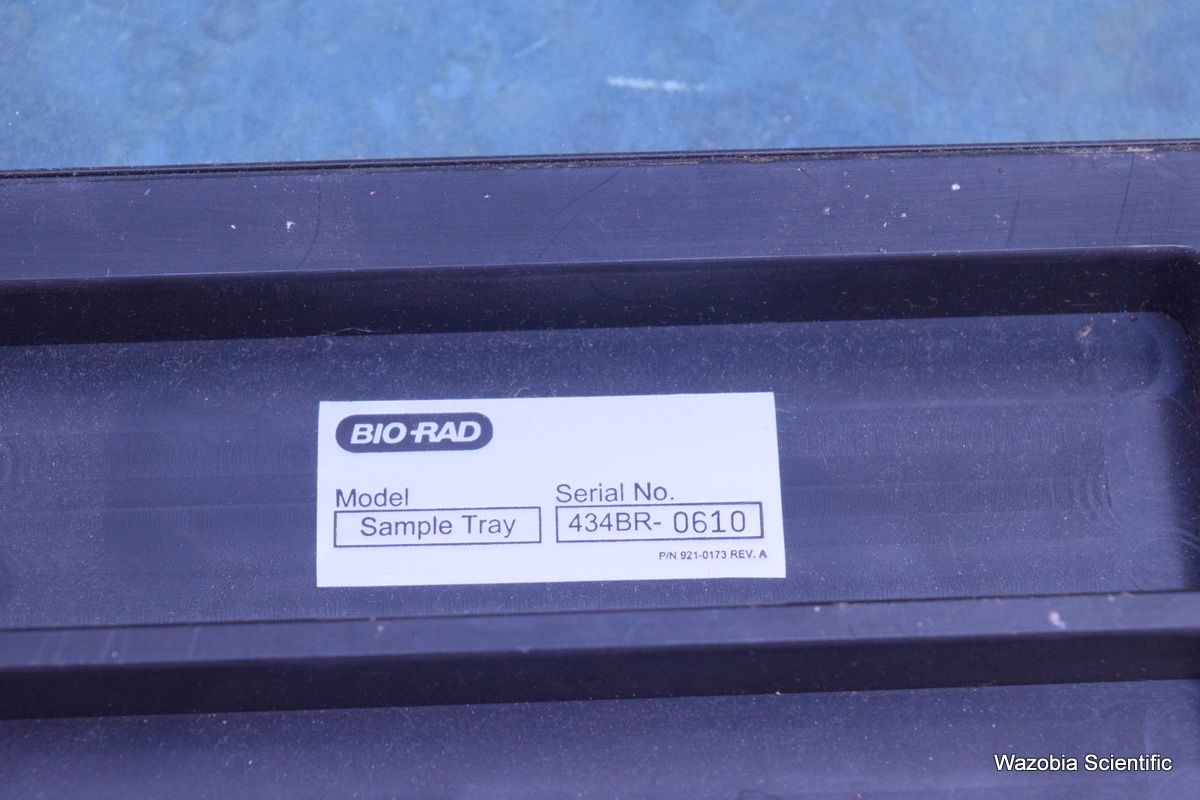 BIO-RAD
Model
Serial No.
Sample Tray
434BR- 0610
P/N 921-0173 REV. A
Wazobia Scientific